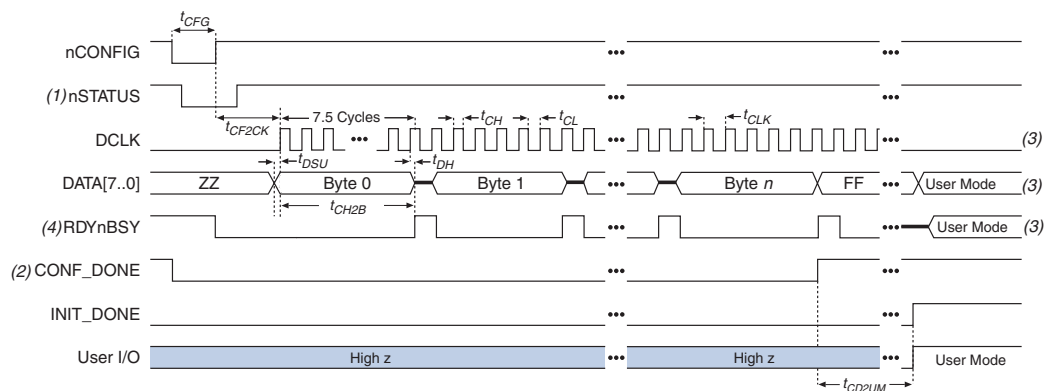 tCFG
nCONFIG
(1) nSTATUS
tCF2CK
7.5 Cycles
tCH
tCL
tCLK
DCLK
(3)
tDSU
tDH
DATA[7..0]
ZZ
Byte 0
Byte 1
Byte n
FF
User Mode
(3)
tCH2B
(4) RDYnBSY
User Mode
(3)
(2) CONF_DONE
INIT_DONE
User I/O
High z
High z
User Mode
tCD2UM